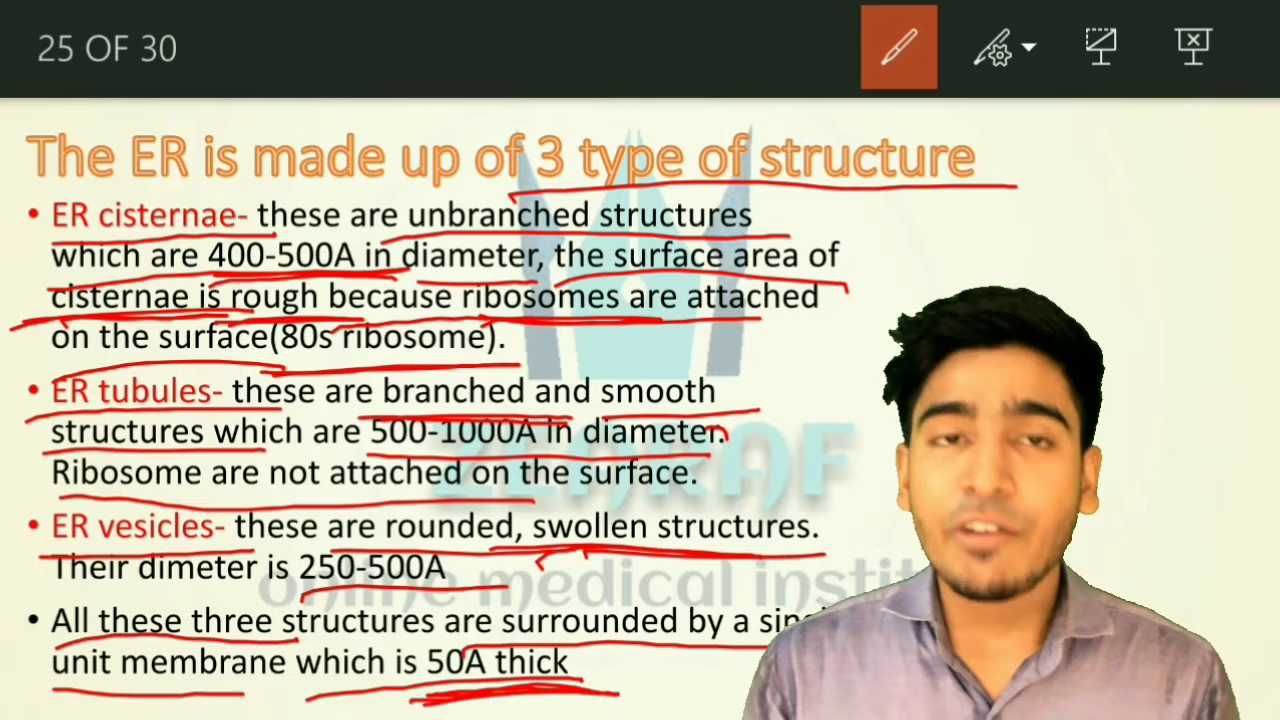 25 OF 30
The ER is made up of 3 type of structure
• ER cisternae- these are unbranched structures
which are 400-500A in diameter, the surface area of
cisternae is rough because ribosomes are attached
on the surface(80s ribosome).
• ER tubules- these are branched and smooth
structures which are 500-1000A in diameter.
Ribosome are not attached on the surface.
• ER vesicles- these are rounded, swollen structures.
Their dimeter is 250-500A
online medical
• All these three structures are surrounded by a
unit membrane which is 50A thick